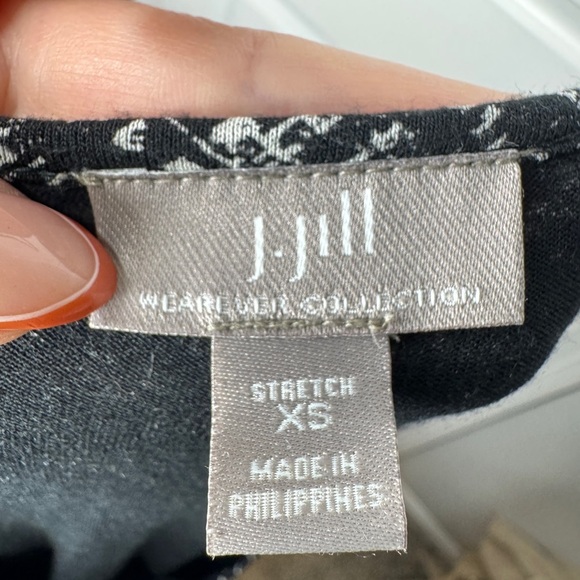 J.Jill
WEAREVER COLLECTION
STRETCH
XS
MADE IN
PHILIPPINES